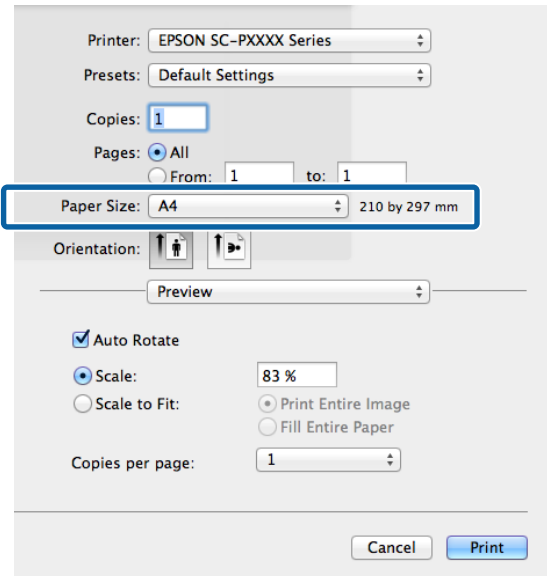 Printer: EPSON SC-PXXXX Series
Presets: Default Settings
Copies: 1
Pages: All
From: 1 to: 1
Paper Size: A4 210 by 297 mm
Orientation:
Preview
Auto Rotate
Scale: 83 %
Scale to Fit: Print Entire Image
Fill Entire Paper
Copies per page: 1
Cancel Print